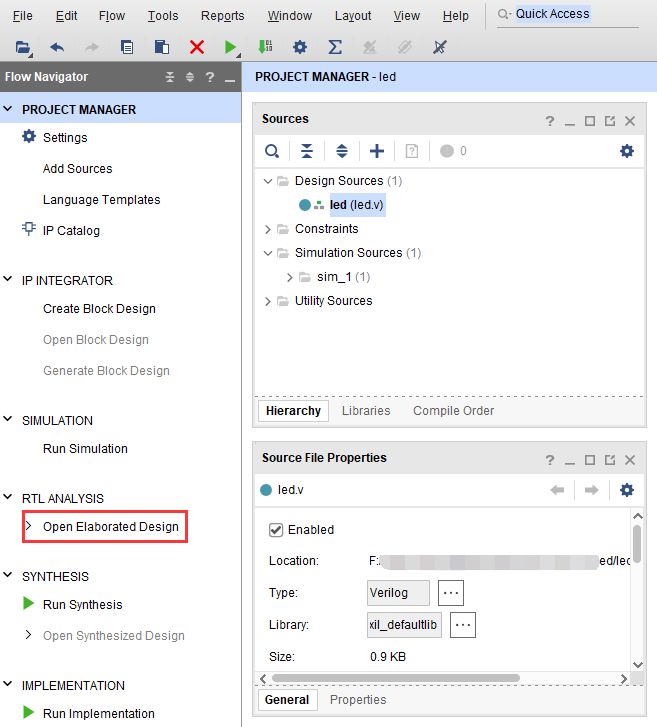 File Edit Flow Tools Reports Window Layout View Help Quick Access
Flow Navigator
PROJECT MANAGER
Settings
Add Sources
Language Templates
IP Catalog
IP INTEGRATOR
Create Block Design
Open Block Design
Generate Block Design
SIMULATION
Run Simulation
RTL ANALYSIS
Open Elaborated Design
SYNTHESIS
Run Synthesis
Open Synthesized Design
IMPLEMENTATION
Run Implementation
PROJECT MANAGER - led
Sources
0
Design Sources (1)
led (led.v)
Constraints
Simulation Sources (1)
sim_1 (1)
Utility Sources
Hierarchy Libraries Compile Order
Source File Properties
led.v
Enabled
Location: F: ed/led
Type: Verilog
Library: xil_defaultlib
Size: 0.9 KB
General Properties